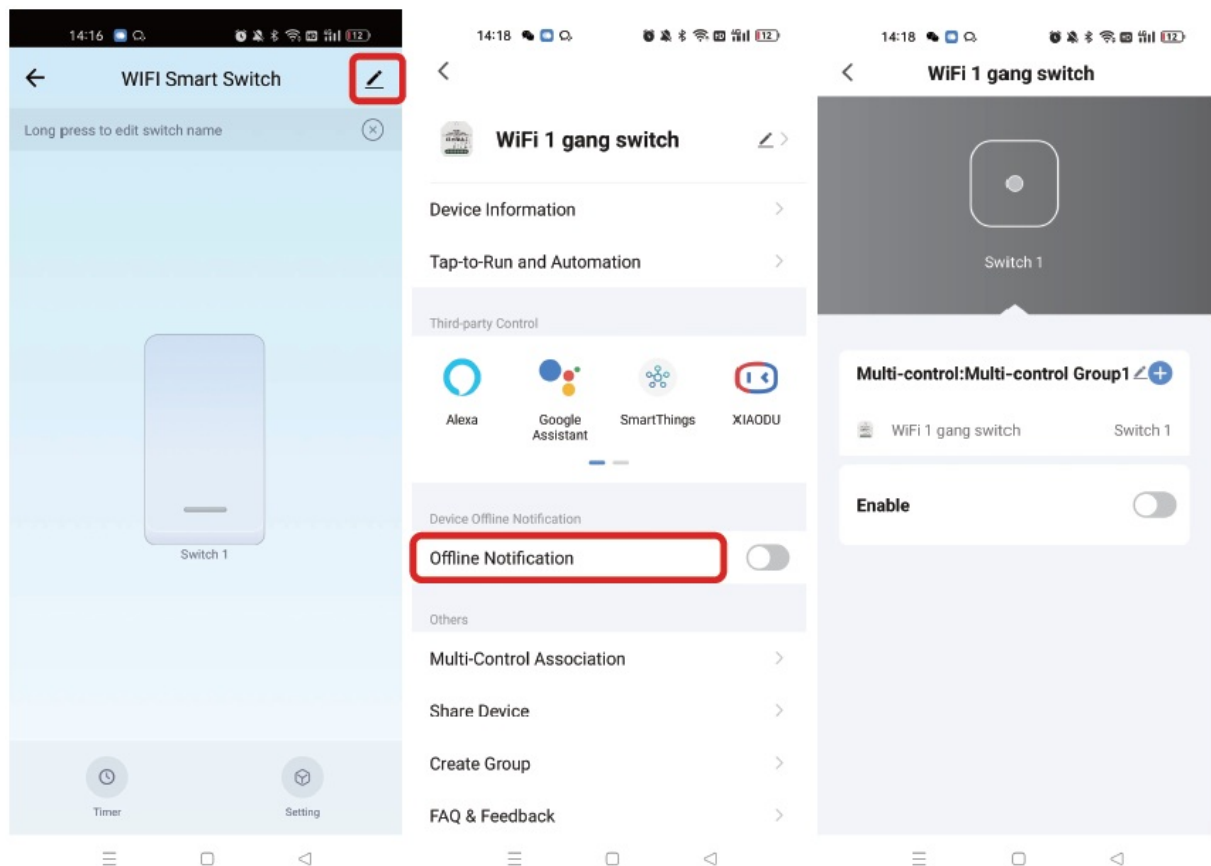 14:16
12
WIFI Smart Switch
Long press to edit switch name
Switch 1
Timer
Setting
14:18
12
WiFi 1 gang switch
Device Information
Tap-to-Run and Automation
Third-party Control
Alexa
Google Assistant
SmartThings
XIAODU
Device Offline Notification
Offline Notification
Others
Multi-Control Association
Share Device
Create Group
FAQ & Feedback
14:18
12
WiFi 1 gang switch
Switch 1
Multi-control:Multi-control Group1
WiFi 1 gang switch
Switch 1
Enable